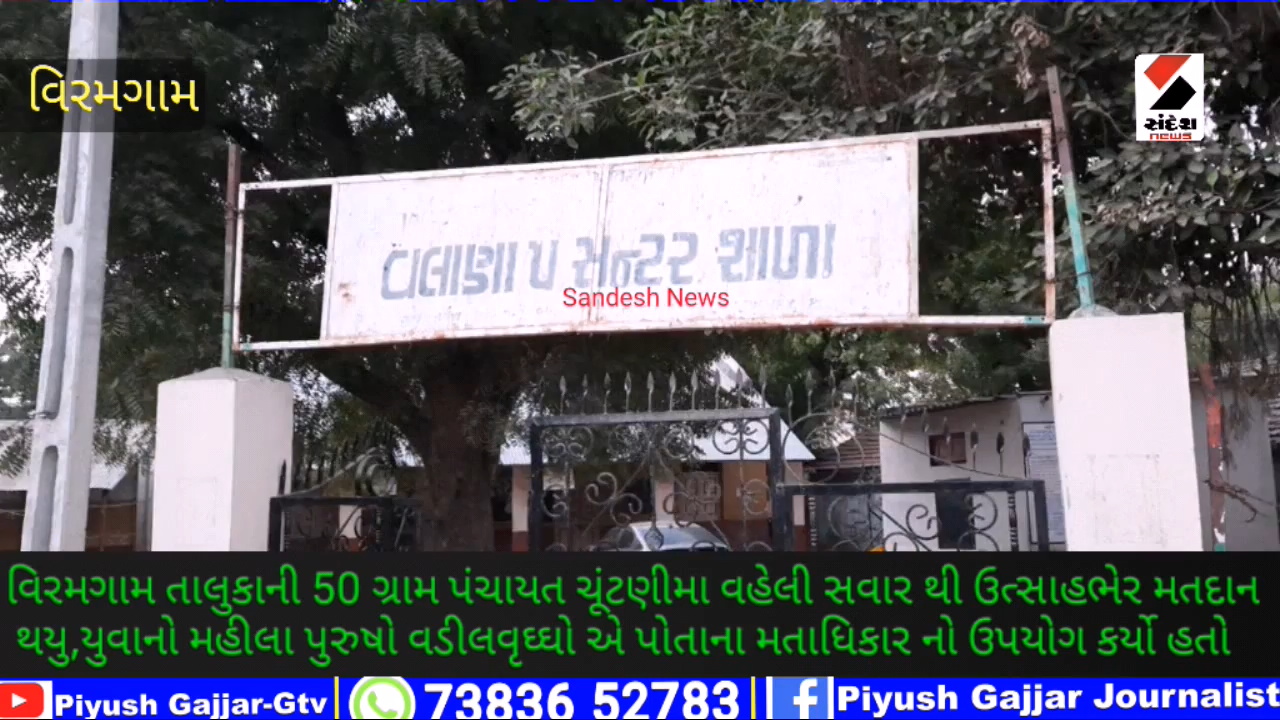 વિરમગામ
સંદેશ
NEWS
પ સેન્ટર શાળા
Sandesh News
વિરમગામ તાલુકાની 50 ગ્રામ પંચાયત ચૂંટણીમા વહેલી સવાર થી ઉત્સાહભેર મતદાન
થયુ,યુવાનો મહીલા પુરુષો વડીલવૃઘ્ઘો એ પોતાના મતાધિકાર નો ઉપયોગ કર્યો હતો
Piyush Gajjar-Gtv 73836 52783 Piyush Gajjar Journalist